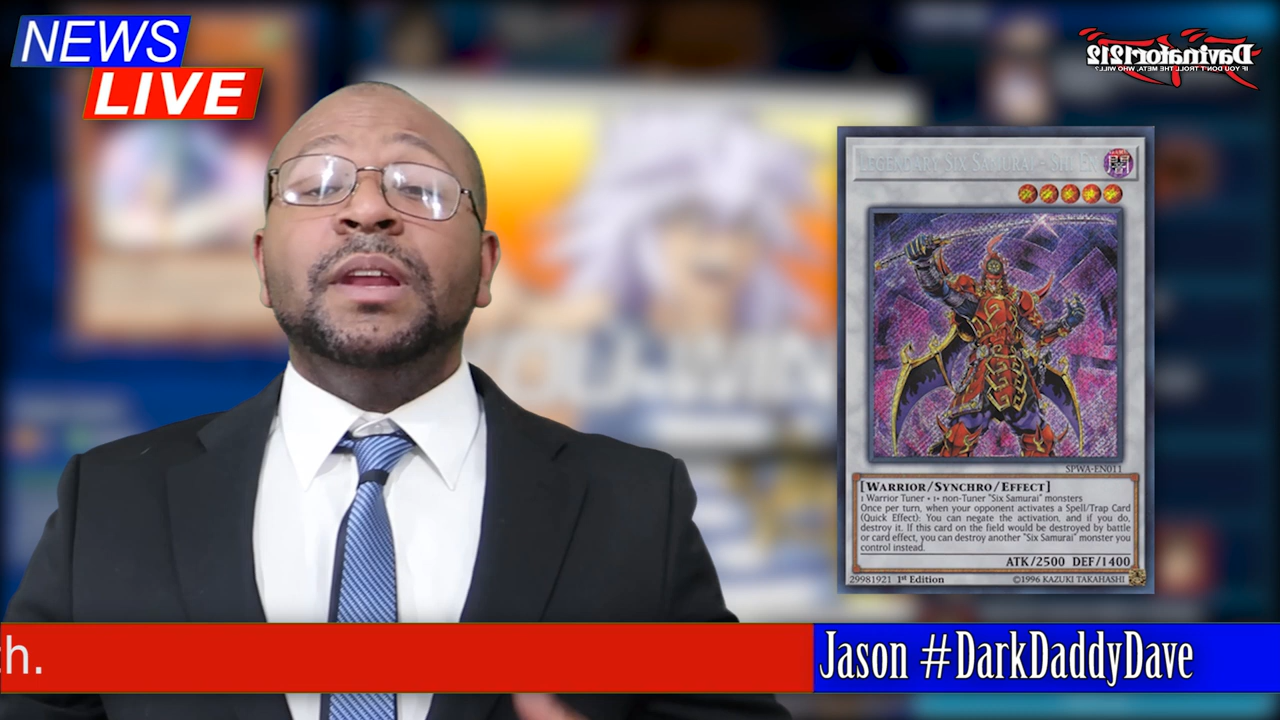 NEWS
LIVE
Davinator1212
IF YOU DON'T TROLL THE META, WHO WILL?
LEGENDARY SIX SAMURAI - SHI EN
SPWA-EN011
[WARRIOR/SYNCHRO/EFFECT]
1 Warrior Tuner + 1+ non-Tuner "Six Samurai" monsters
Once per turn, when your opponent activates a Spell/Trap Card
(Quick Effect): You can negate the activation, and if you do,
destroy it. If this card on the field would be destroyed by battle
or card effect, you can destroy another "Six Samurai" monster you
control instead.
ATK/2500 DEF/1400
29981921 1st Edition ©1996 KAZUKI TAKAHASHI
h.
Jason #DarkDaddyDave